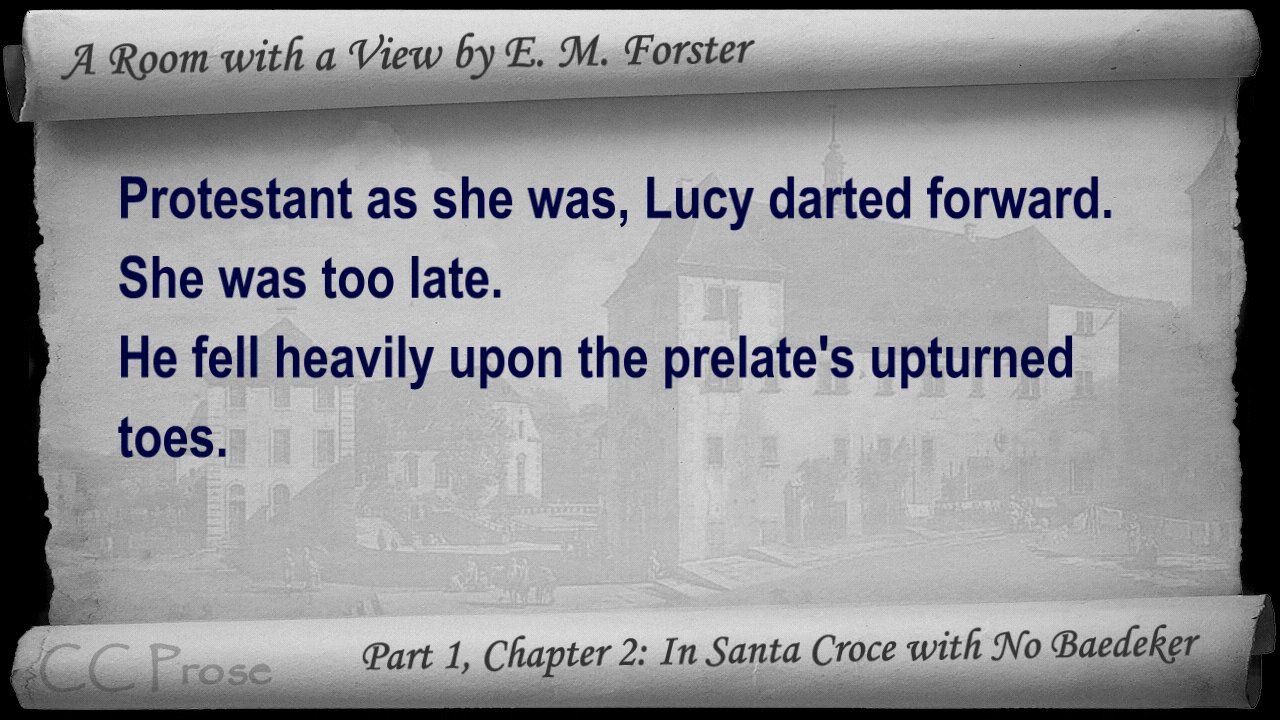 A Room with a View by E. M. Forster
Protestant as she was, Lucy darted forward.
She was too late.
He fell heavily upon the prelate's upturned
toes.
Part 1, Chapter 2: In Santa Croce with No Baedeker
CC Prose